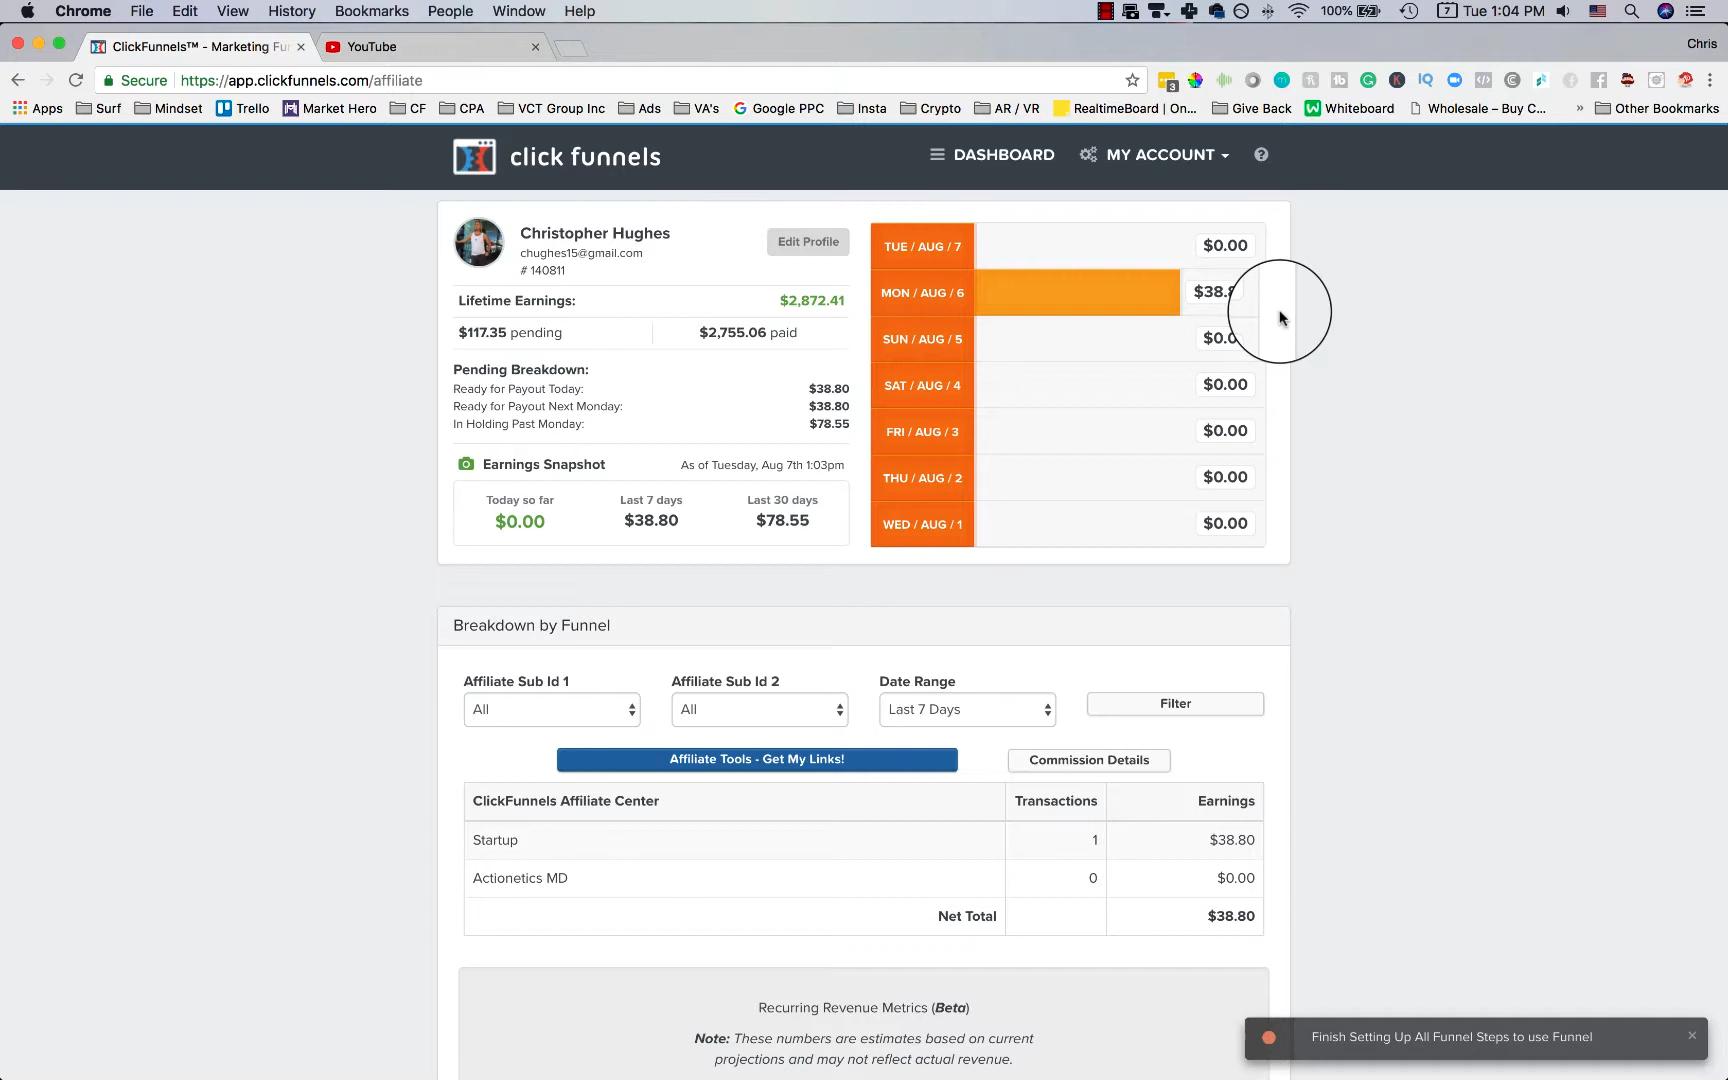 Chrome File Edit View History Bookmarks People Window Help 100% 7 Tue 1:04 PM
ClickFunnels™ - Marketing Fun YouTube Chris
Secure https://app.clickfunnels.com/affiliate 3
Apps Surf Mindset Trello Market Hero CF CPA VCT Group Inc Ads VA's Google PPC Insta Crypto AR / VR RealtimeBoard | On... Give Back Whiteboard Wholesale – Buy C... » Other Bookmarks
click funnels DASHBOARD MY ACCOUNT
Christopher Hughes
Edit Profile
chughes15@gmail.com
# 140811
Lifetime Earnings: $2,872.41
$117.35 pending $2,755.06 paid
Pending Breakdown:
Ready for Payout Today: $38.80
Ready for Payout Next Monday: $38.80
In Holding Past Monday: $78.55
Earnings Snapshot As of Tuesday, Aug 7th 1:03pm
Today so far Last 7 days Last 30 days
$0.00 $38.80 $78.55
TUE / AUG / 7 $0.00
MON / AUG / 6 $38.8
SUN / AUG / 5 $0.0
SAT / AUG / 4 $0.00
FRI / AUG / 3 $0.00
THU / AUG / 2 $0.00
WED / AUG / 1 $0.00
Breakdown by Funnel
Affiliate Sub Id 1 Affiliate Sub Id 2 Date Range
All All Last 7 Days Filter
Affiliate Tools - Get My Links! Commission Details
ClickFunnels Affiliate Center Transactions Earnings
Startup 1 $38.80
Actionetics MD 0 $0.00
Net Total $38.80
Recurring Revenue Metrics (Beta)
Note: These numbers are estimates based on current
projections and may not reflect actual revenue.
Finish Setting Up All Funnel Steps to use Funnel